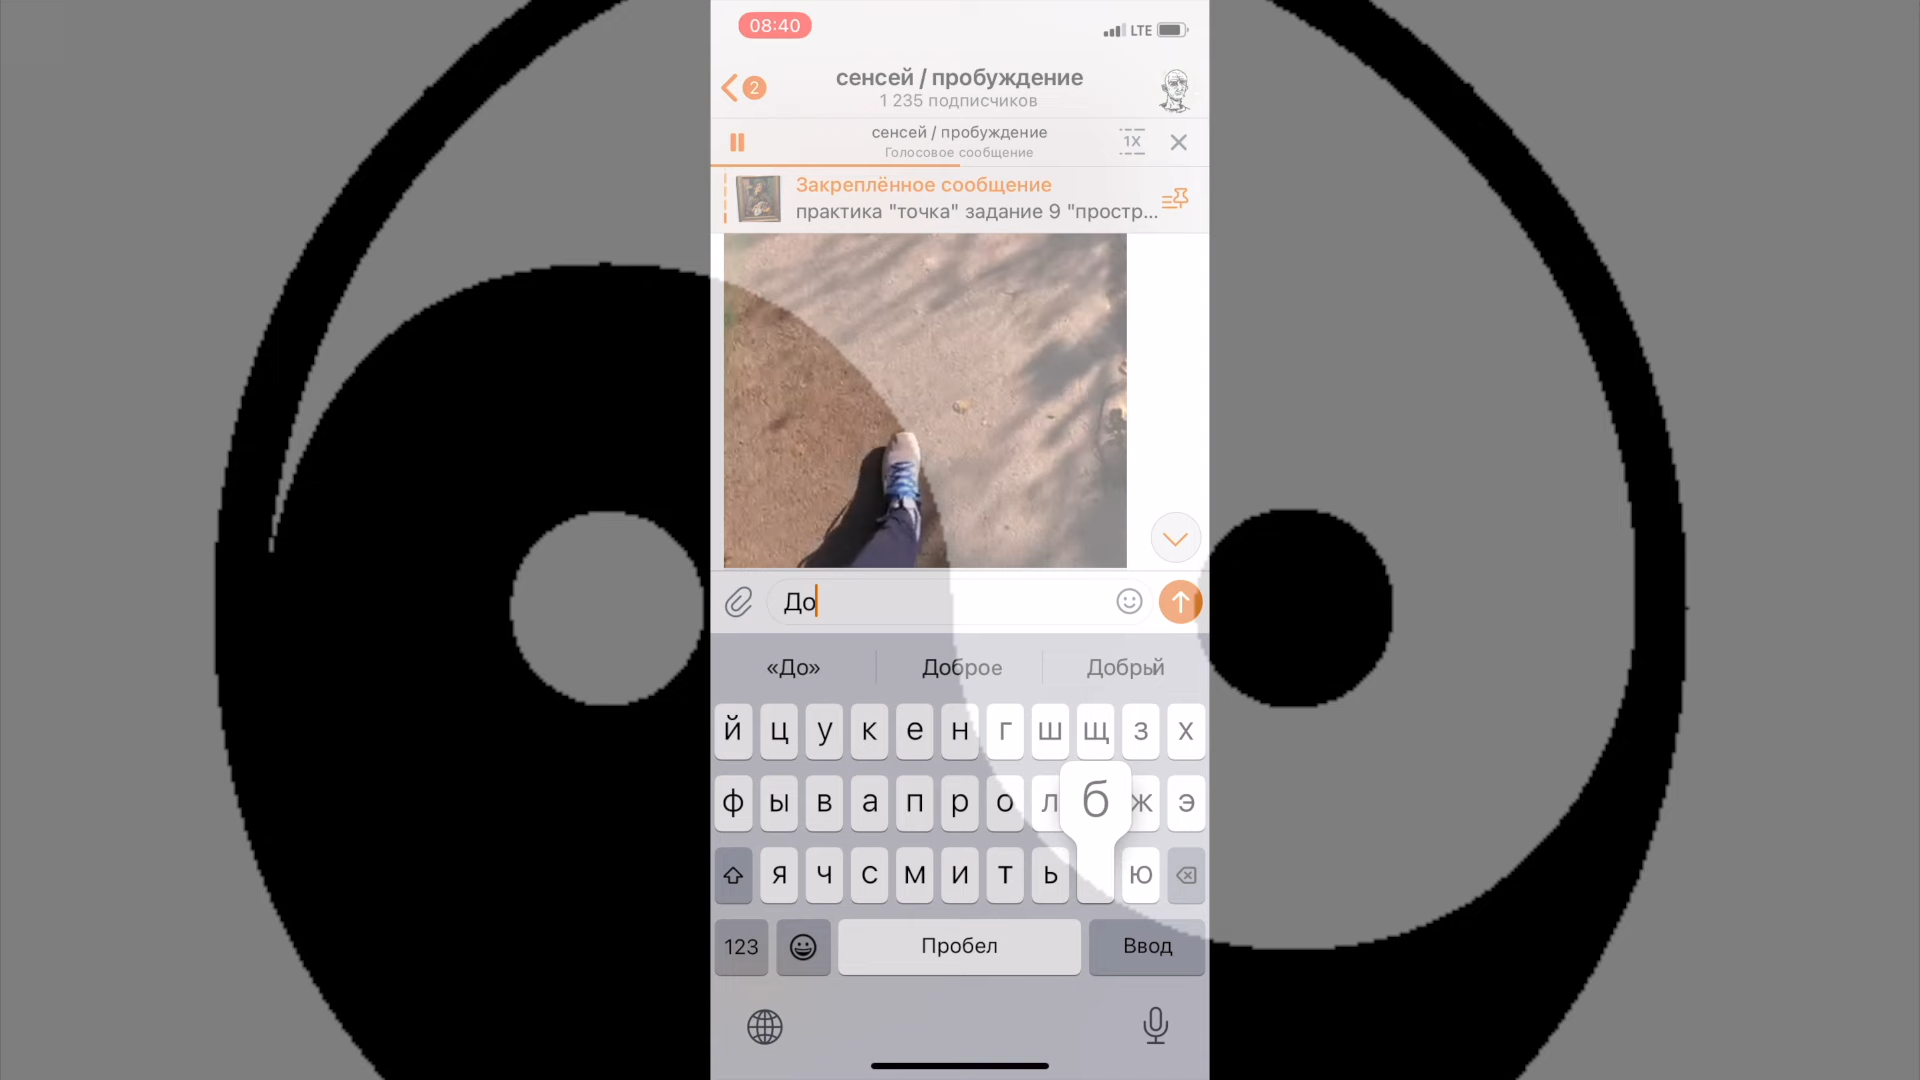 08:40
LTE
2
сенсей / пробуждение
1 235 подписчиков
сенсей / пробуждение
1X
Голосовое сообщение
Закреплённое сообщение
практика "точка" задание 9 "простр...
До
«До» Доброе Добрый
й ц у к е н г ш щ з х
ф ы в а п р о л б ж э
я ч с м и т ь ю
123 Пробел Ввод